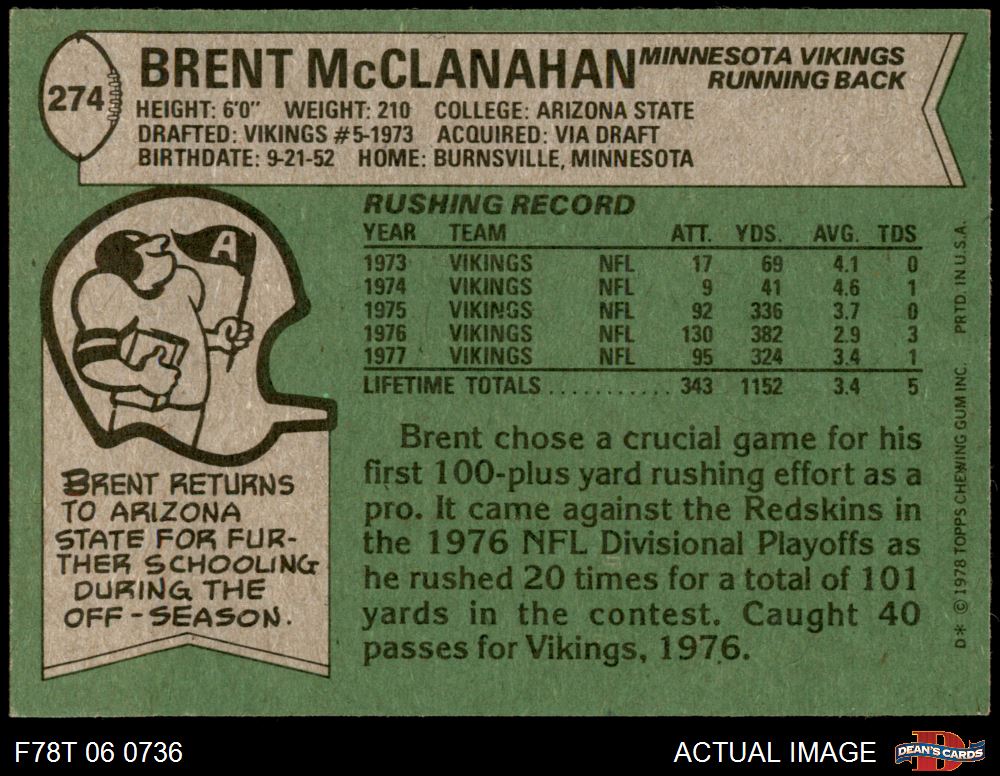 274
BRENT McCLANAHAN
MINNESOTA VIKINGS
RUNNING BACK
HEIGHT: 6'0" WEIGHT: 210 COLLEGE: ARIZONA STATE
DRAFTED: VIKINGS #5-1973 ACQUIRED: VIA DRAFT
BIRTHDATE: 9-21-52 HOME: BURNSVILLE, MINNESOTA
A
BRENT RETURNS
TO ARIZONA
STATE FOR FUR-
THER SCHOOLING
DURING THE
OFF-SEASON.
RUSHING RECORD
YEAR TEAM ATT. YDS. AVG. TDS
1973 VIKINGS NFL 17 69 4.1 0
1974 VIKINGS NFL 9 41 4.6 1
1975 VIKINGS NFL 92 336 3.7 0
1976 VIKINGS NFL 130 382 2.9 3
1977 VIKINGS NFL 95 324 3.4 1
LIFETIME TOTALS ........... 343 1152 3.4 5
Brent chose a crucial game for his
first 100-plus yard rushing effort as a
pro. It came against the Redskins in
the 1976 NFL Divisional Playoffs as
he rushed 20 times for a total of 101
yards in the contest. Caught 40
passes for Vikings, 1976.
D* © 1978 TOPPS CHEWING GUM INC. PRTD. IN U.S.A.
F78T 06 0736
ACTUAL IMAGE
DEAN'S CARDS